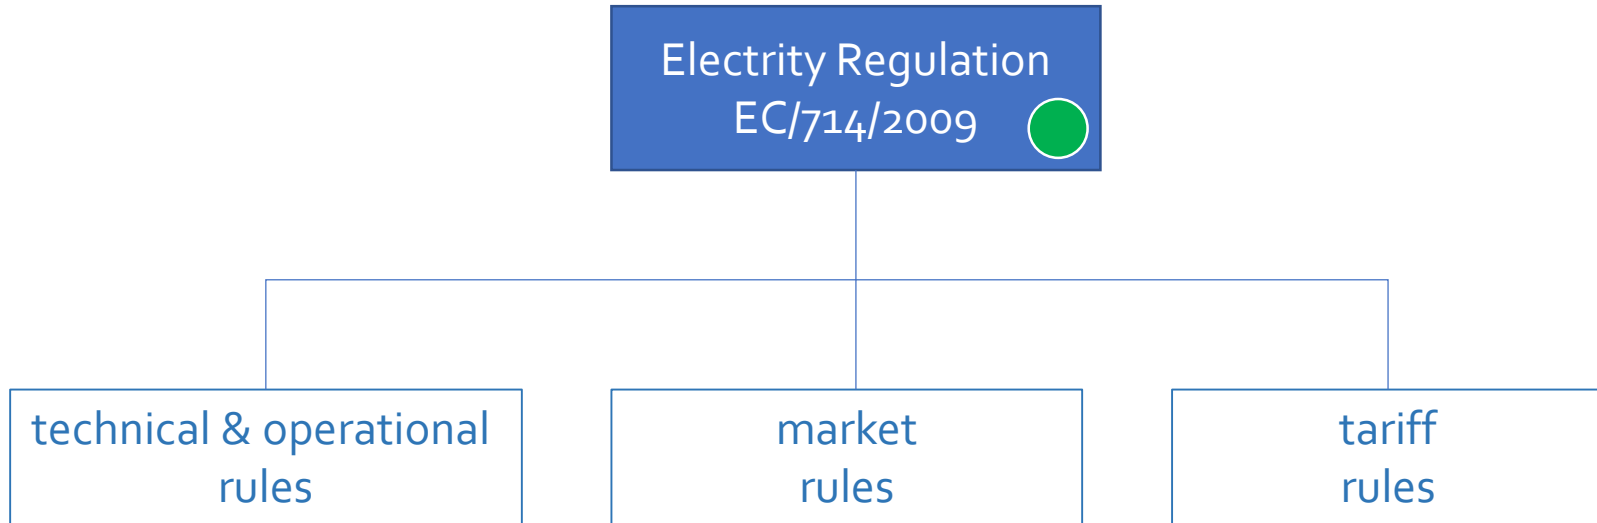 Electrity Regulation
EC/714/2009
technical & operational
rules
market
rules
tariff
rules